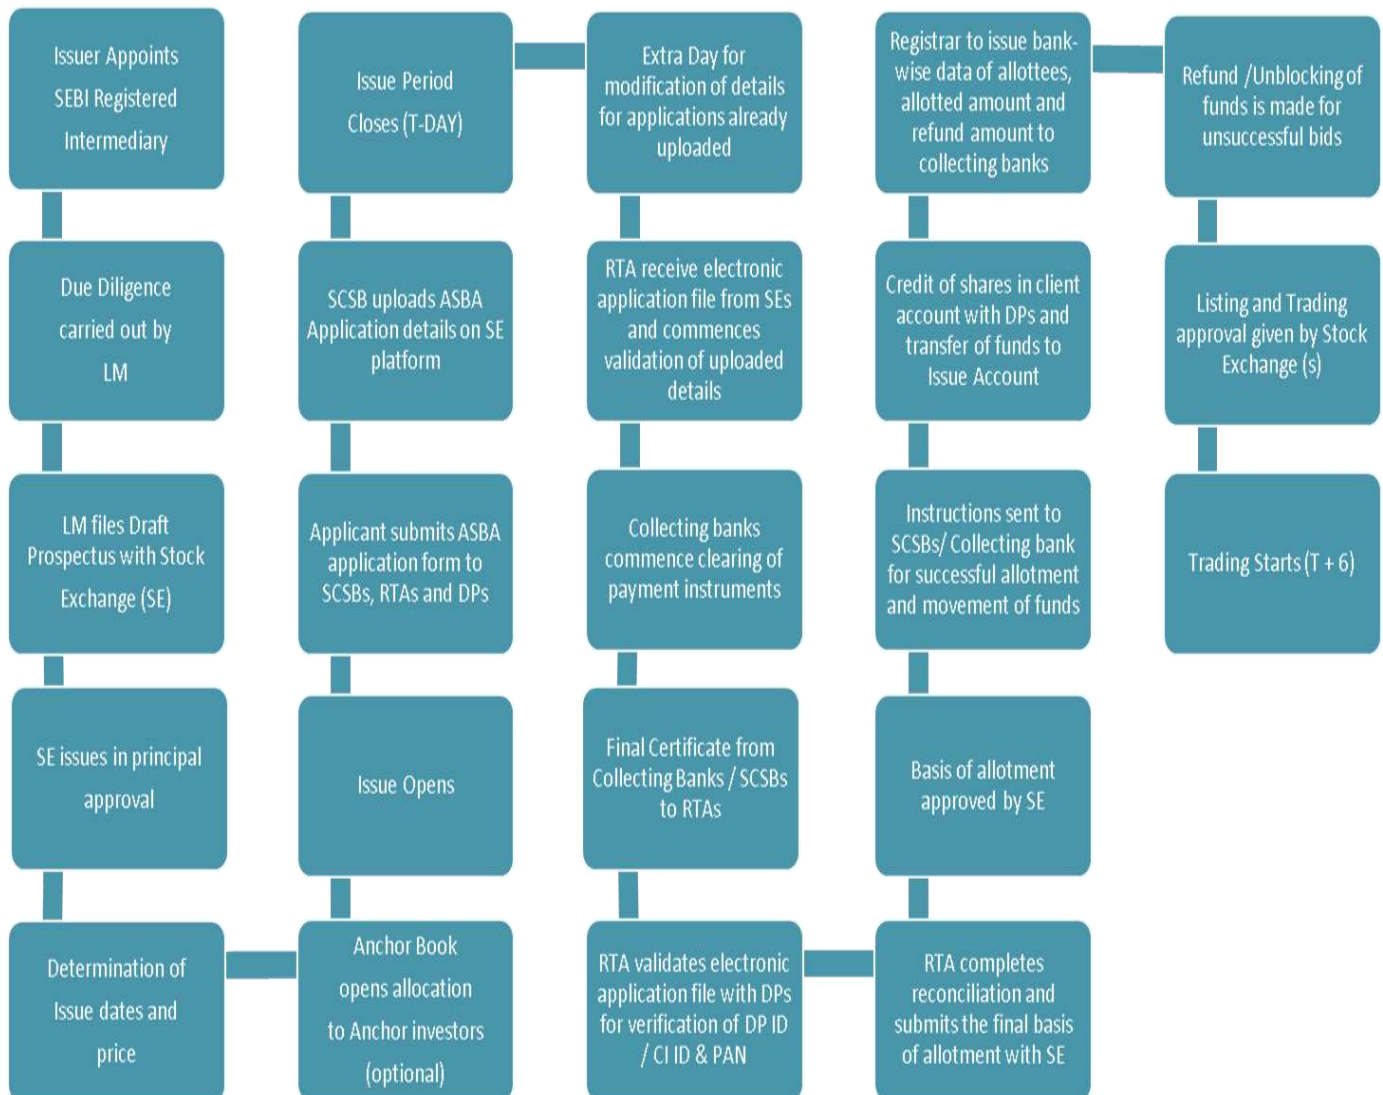 Issuer Appoints
SEBI Registered
Intermediary
Due Diligence
carried out by
LM
LM files Draft
Prospectus with Stock
Exchange (SE)
SE issues in principal
approval
Determination of
Issue dates and
price
Anchor Book
opens allocation
to Anchor investors
(optional)
Issue Opens
Applicant submits ASBA
application form to
SCSBs, RTAs and DPs
SCSB uploads ASBA
Application details on SE
platform
Issue Period
Closes (T-DAY)
Extra Day for
modification of details
for applications already
uploaded
RTA receive electronic
application file from SEs
and commences
validation of uploaded
details
Collecting banks
commence clearing of
payment instruments
Final Certificate from
Collecting Banks / SCSBs
to RTAs
RTA validates electronic
application file with DPs
for verification of DP ID
/ CI ID & PAN
RTA completes
reconciliation and
submits the final basis
of allotment with SE
Basis of allotment
approved by SE
Instructions sent to
SCSBs/ Collecting bank
for successful allotment
and movement of funds
Credit of shares in client
account with DPs and
transfer of funds to
Issue Account
Registrar to issue bank-
wise data of allottees,
allotted amount and
refund amount to
collecting banks
Refund /Unblocking of
funds is made for
unsuccessful bids
Listing and Trading
approval given by Stock
Exchange (s)
Trading Starts (T + 6)